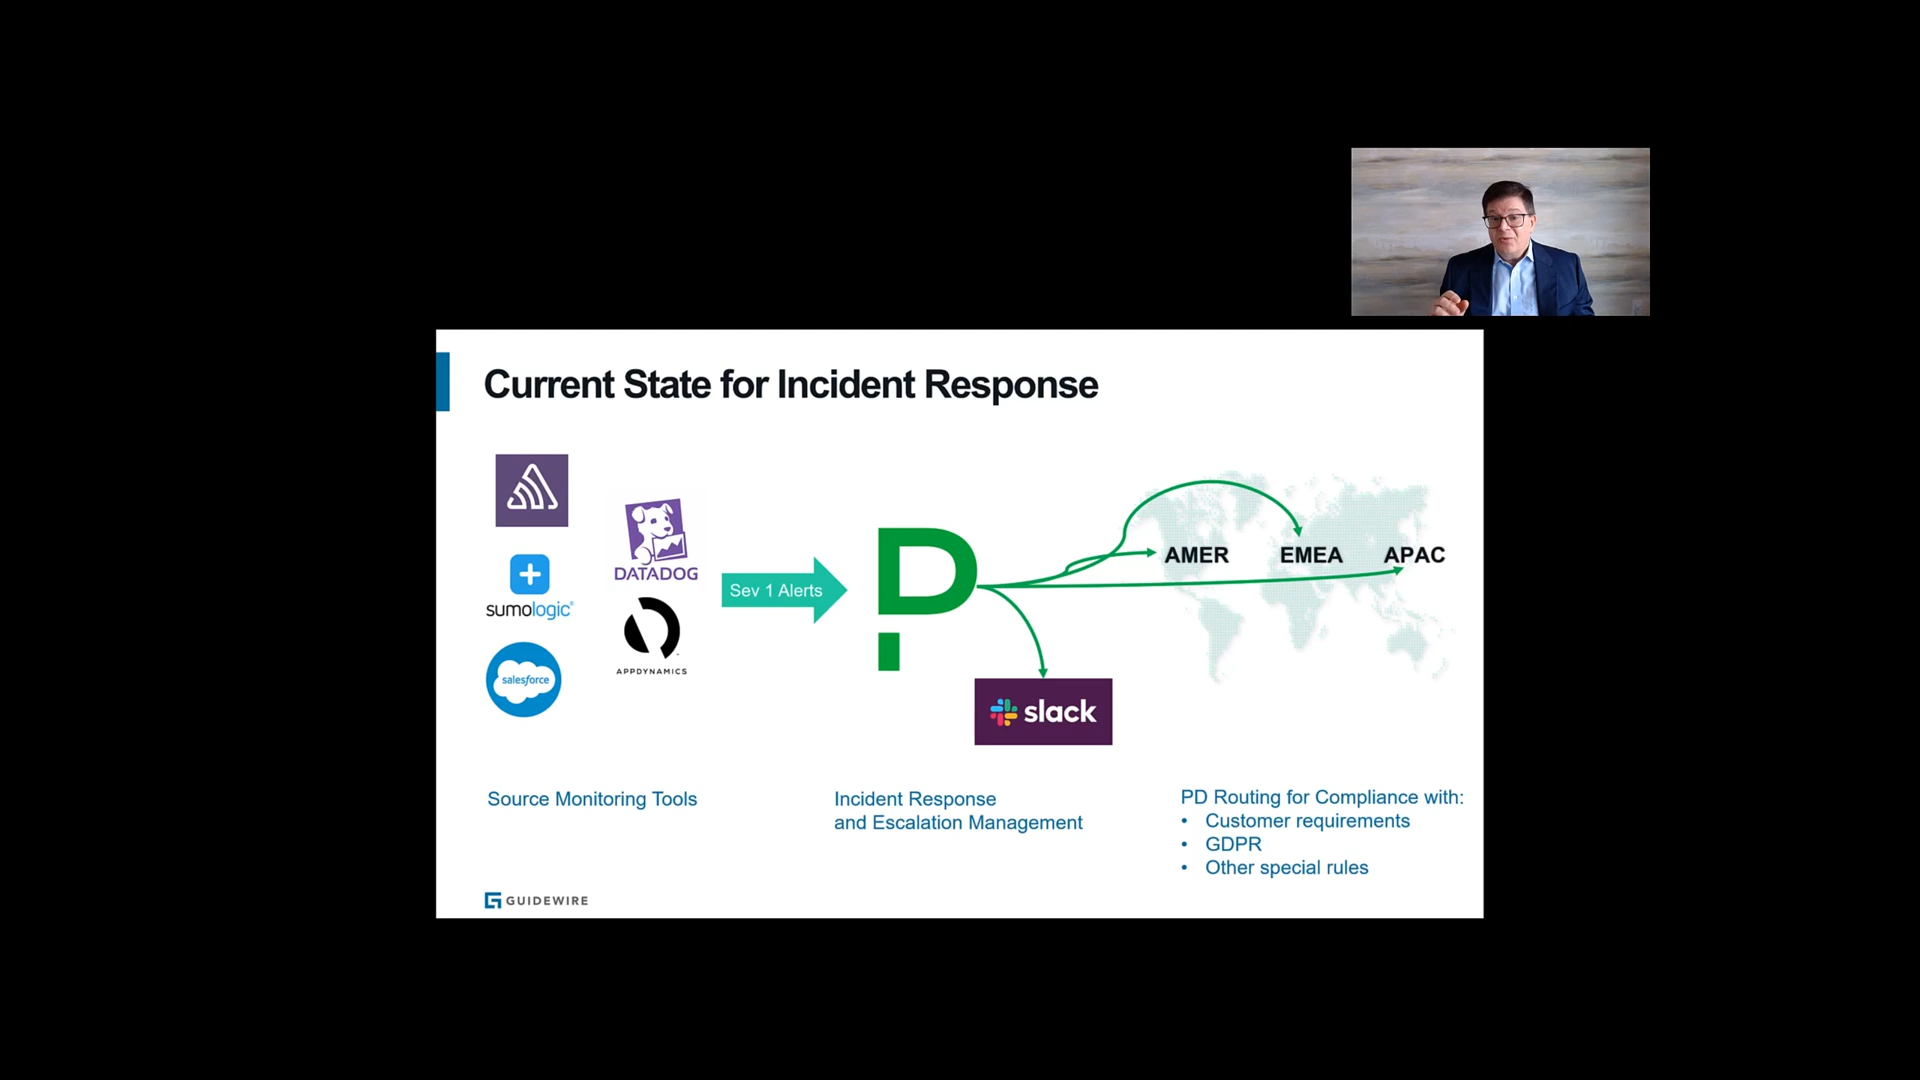 Current State for Incident Response
DATADOG
sumologic
APPDYNAMICS
salesforce
Sev 1 Alerts
P
AMER
EMEA
APAC
slack
Source Monitoring Tools
Incident Response
and Escalation Management
PD Routing for Compliance with:
• Customer requirements
• GDPR
• Other special rules
GUIDEWIRE